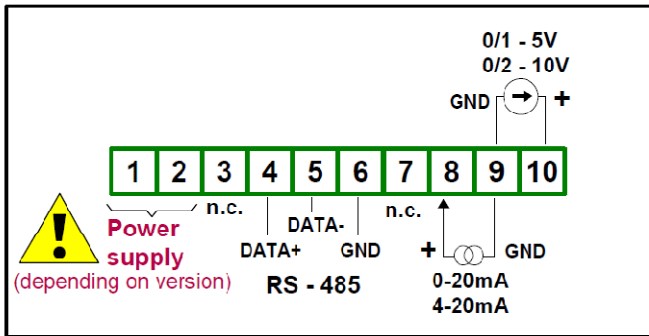 0/1 - 5V
0/2 - 10V
GND +
1 2 3 4 5 6 7 8 9 10
n.c. n.c.
Power
supply
(depending on version)
DATA-
DATA+ GND
RS - 485
+ GND
0-20mA
4-20mA